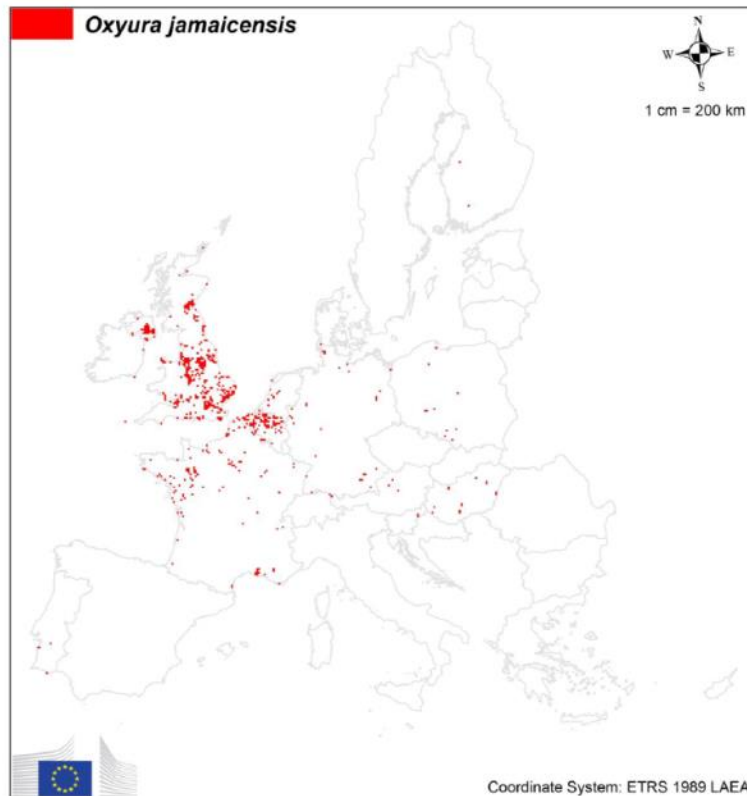 Oxyura jamaicensis
N
W E
S
1 cm = 200 km
Coordinate System: ETRS 1989 LAEA